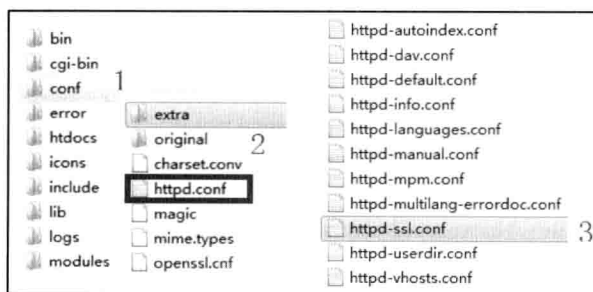 bin
cgi-bin
conf
1
error
htdocs
icons
include
lib
logs
modules
extra
original
2
charset.conv
httpd.conf
magic
mime.types
openssl.cnf
httpd-autoindex.conf
httpd-dav.conf
httpd-default.conf
httpd-info.conf
httpd-languages.conf
httpd-manual.conf
httpd-mpm.conf
httpd-multilang-errordoc.conf
httpd-ssl.conf
3
httpd-userdir.conf
httpd-vhosts.conf